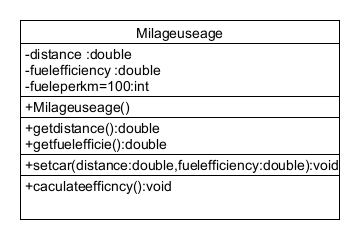 Milageuseage
-distance :double
-fuelefficiency :double
-fueleperkm=100:int
+Milageuseage()
+getdistance():double
+getfuelefficie():double
+setcar(distance:double,fuelefficiency:double):void
+caculateefficncy():void